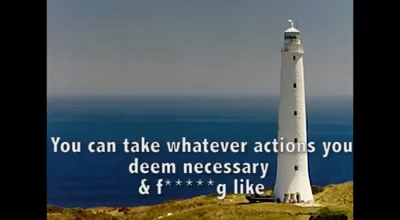 You can take whatever actions you
deem necessary
& f*****g like